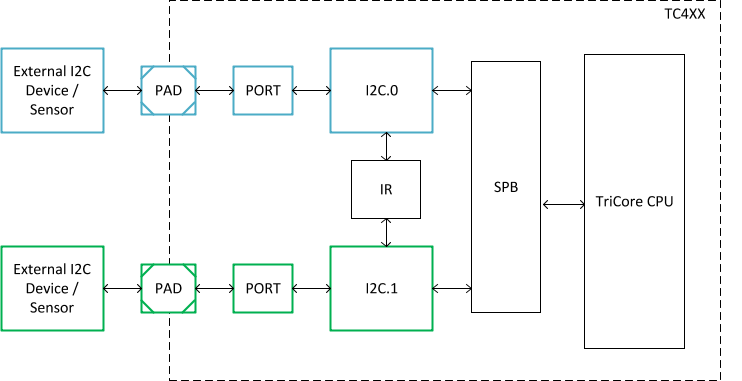 TC4XX
External I2C
Device /
Sensor
PAD
PORT
I2C.0
IR
SPB
TriCore CPU
External I2C
Device /
Sensor
PAD
PORT
I2C.1